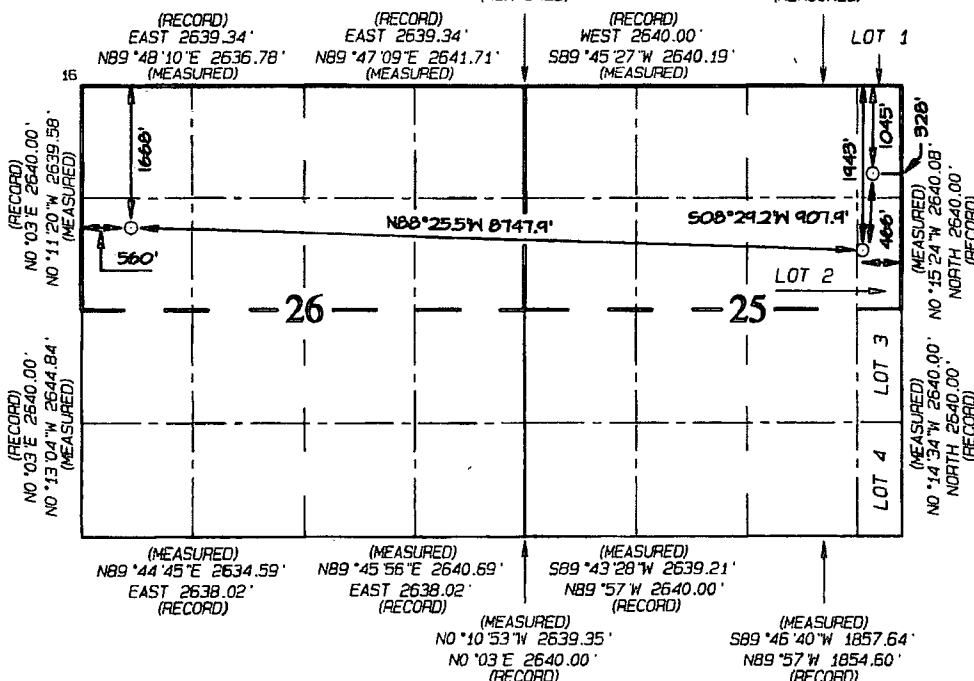 (RECORD)
EAST 2639.34'
N89°48'10"E 2636.78'
(MEASURED)
(RECORD)
EAST 2639.34'
N89°47'09"E 2641.71'
(MEASURED)
(RECORD)
WEST 2640.00'
S89°45'27"W 2640.19'
(MEASURED)
LOT 1
16
(RECORD)
N0°03'E 2640.00'
N0°11'20"W 2639.58'
(MEASURED)
1668'
560'
N88°25.5'W 8747.9'
S08°29.2'W 907.9'
1943'
1045'
328'
466'
LOT 2
26
25
LOT 3
LOT 4
(MEASURED)
N0°15'24"W 2640.08'
NORTH 2640.00'
(RECORD)
(RECORD)
N0°03'E 2640.00'
N0°13'04"W 2644.84'
(MEASURED)
(MEASURED)
N0°14'34"W 2640.00'
NORTH 2640.00'
(RECORD)
(MEASURED)
N89°44'45"E 2634.59'
EAST 2638.02'
(RECORD)
(MEASURED)
N89°45'56"E 2640.69'
EAST 2638.02'
(RECORD)
(MEASURED)
S89°43'28"W 2639.21'
N89°57'W 2640.00'
(RECORD)
(MEASURED)
N0°10'53"W 2639.35'
N0°03'E 2640.00'
(RECORD)
(MEASURED)
S89°46'40"W 1857.64'
N89°57'W 1854.60'
(RECORD)